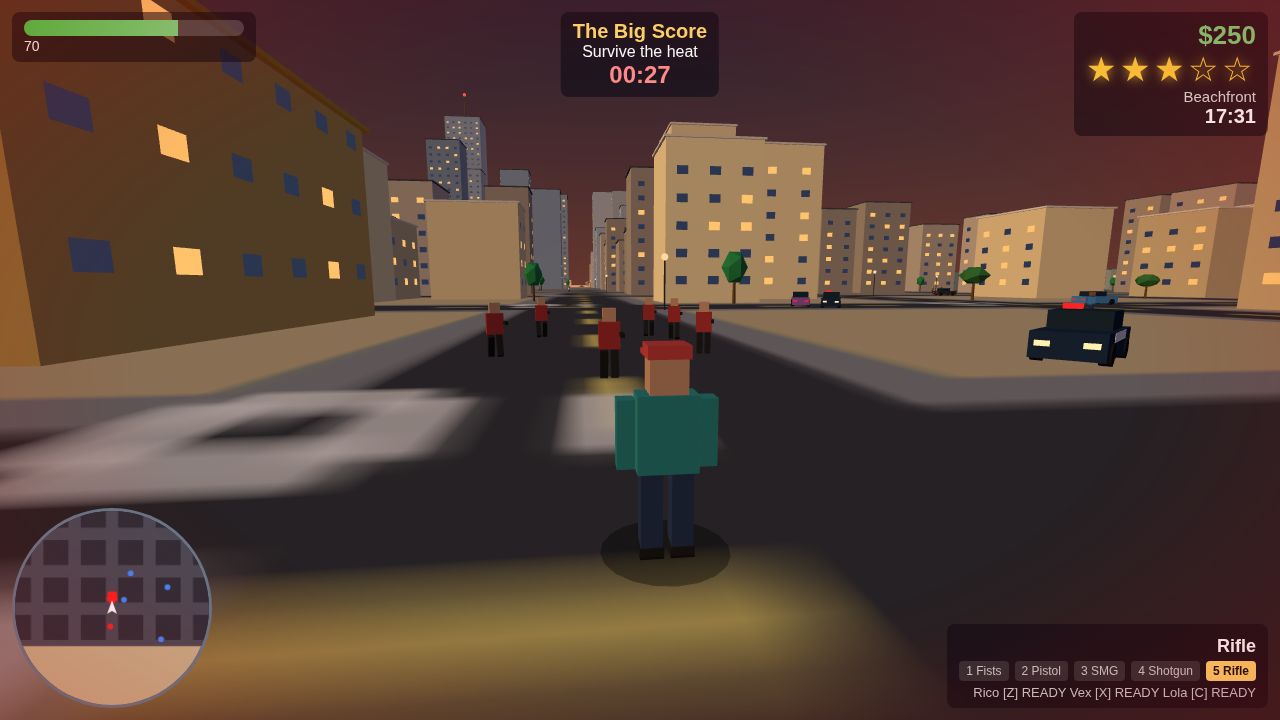 70
The Big Score
Survive the heat
00:27
$250
Beachfront
17:31
Rifle
1 Fists 2 Pistol 3 SMG 4 Shotgun 5 Rifle
Rico [Z] READY Vex [X] READY Lola [C] READY